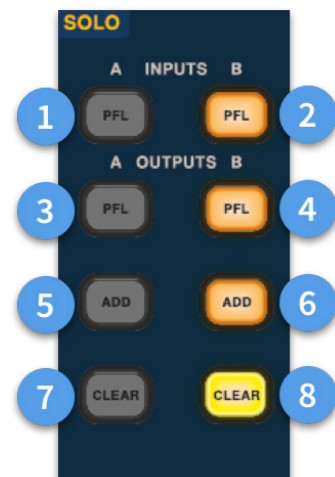 SOLO
A INPUTS B
1 PFL PFL 2
A OUTPUTS B
3 PFL PFL 4
5 ADD ADD 6
7 CLEAR CLEAR 8